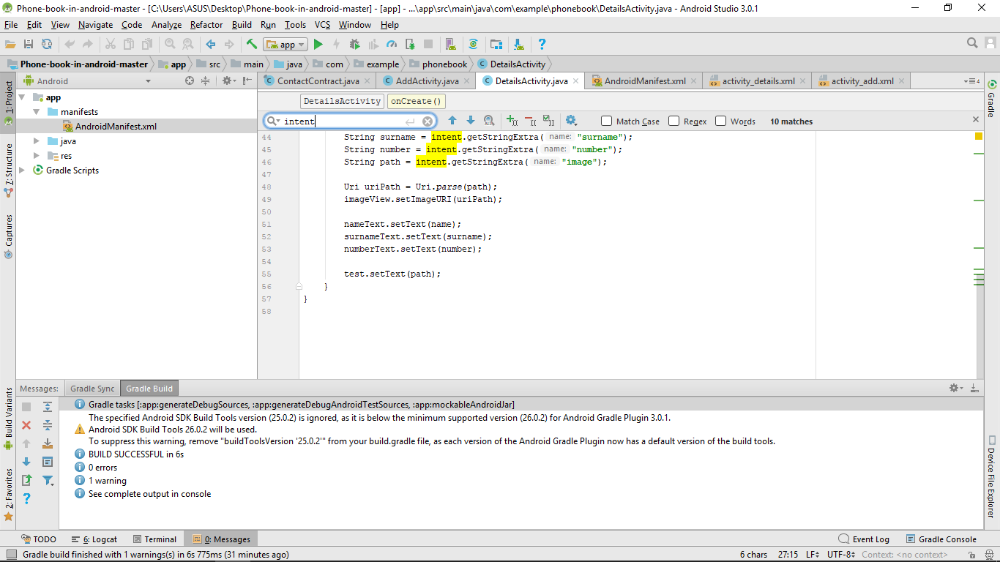 Phone-book-in-android-master - [C:\Users\ASUS\Desktop\Phone-book-in-android-master] - [app] - ...\app\src\main\java\com\example\phonebook\DetailsActivity.java - Android Studio 3.0.1
File Edit View Navigate Code Analyze Refactor Build Run Tools VCS Window Help
app
Phone-book-in-android-master app src main java com example phonebook DetailsActivity
Android
ContactContract.java AddActivity.java DetailsActivity.java AndroidManifest.xml activity_details.xml activity_add.xml 4
DetailsActivity onCreate()
intent Match Case Regex Words 10 matches
1: Project
7: Structure
Captures
Build Variants
2: Favorites
app
manifests
AndroidManifest.xml
java
res
Gradle Scripts
44 String surname = intent.getStringExtra( name: "surname");
45 String number = intent.getStringExtra( name: "number");
46 String path = intent.getStringExtra( name: "image");
47
48 Uri uriPath = Uri.parse(path);
49 imageView.setImageURI(uriPath);
50
51 nameText.setText(name);
52 surnameText.setText(surname);
53 numberText.setText(number);
54
55 test.setText(path);
56 }
57 }
58
Gradle
Device File Explorer
Messages: Gradle Sync Gradle Build
Gradle tasks [:app:generateDebugSources, :app:generateDebugAndroidTestSources, :app:mockableAndroidJar]
The specified Android SDK Build Tools version (25.0.2) is ignored, as it is below the minimum supported version (26.0.2) for Android Gradle Plugin 3.0.1.
Android SDK Build Tools 26.0.2 will be used.
To suppress this warning, remove "buildToolsVersion '25.0.2'" from your build.gradle file, as each version of the Android Gradle Plugin now has a default version of the build tools.
BUILD SUCCESSFUL in 6s
0 errors
1 warning
See complete output in console
TODO 6: Logcat Terminal 0: Messages Event Log Gradle Console
Gradle build finished with 1 warnings(s) in 6s 775ms (31 minutes ago) 6 chars 27:15 LF UTF-8 Context: <no context>